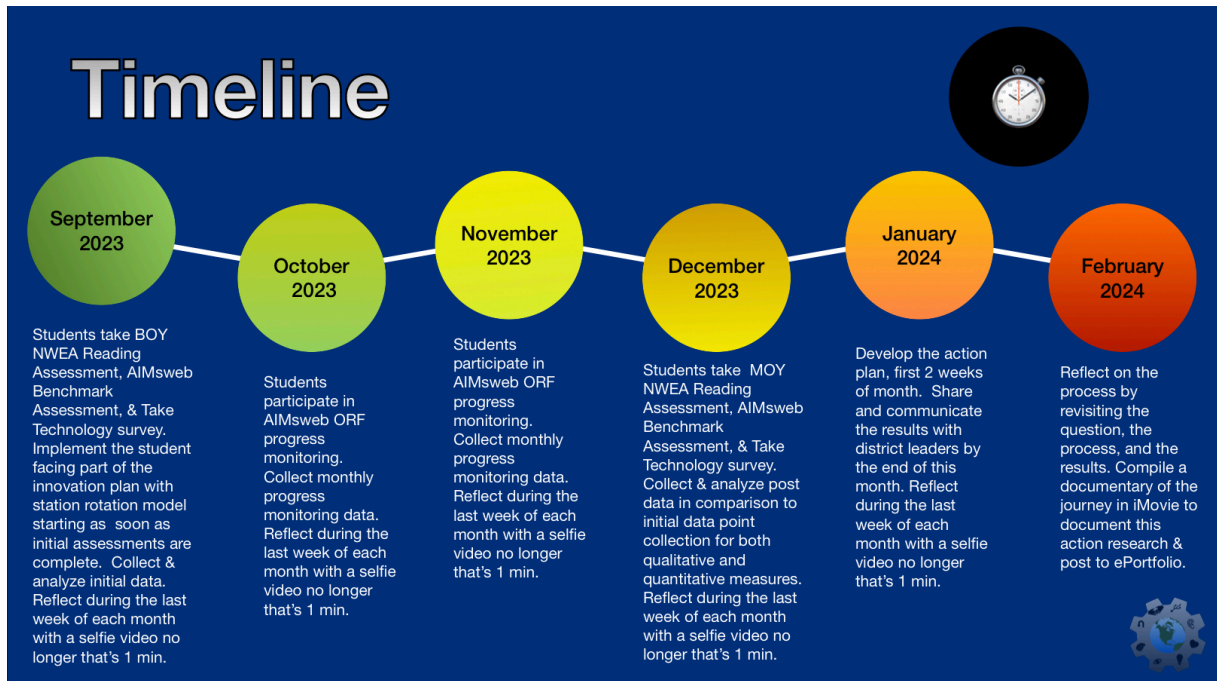 Timeline
September
2023
Students take BOY
NWEA Reading
Assessment, AIMsweb
Benchmark
Assessment, & Take
Technology survey.
Implement the student
facing part of the
innovation plan with
station rotation model
starting as  soon as
initial assessments are
complete.  Collect &
analyze initial data.
Reflect during the last
week of each month
with a selfie video no
longer that's 1 min.
October
2023
Students
participate in
AIMsweb ORF
progress
monitoring.
Collect monthly
progress
monitoring data.
Reflect during the
last week of each
month with a selfie
video no longer
that's 1 min.
November
2023
Students
participate in
AIMsweb ORF
progress
monitoring.
Collect monthly
progress
monitoring data.
Reflect during the
last week of each
month with a selfie
video no longer
that's 1 min.
December
2023
Students take  MOY
NWEA Reading
Assessment, AIMsweb
Benchmark
Assessment, & Take
Technology survey.
Collect & analyze post
data in comparison to
initial data point
collection for both
qualitative and
quantitative measures.
Reflect during the last
week of each month
with a selfie video no
longer that's 1 min.
January
2024
Develop the action
plan, first 2 weeks
of month.  Share
and communicate
the results with
district leaders by
the end of this
month. Reflect
during the last
week of each
month with a selfie
video no longer
that's 1 min.
February
2024
Reflect on the
process by
revisiting the
question, the
process, and the
results. Compile a
documentary of the
journey in iMovie to
document this
action research &
post to ePortfolio.